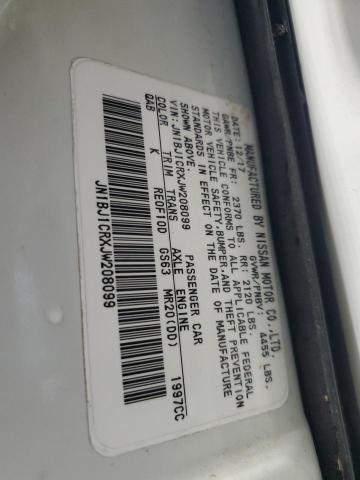 MANUFACTURED BY NISSAN MOTOR CO.,LTD.
DATE: 12/17 GVWR/PNBV: 4455 LBS.
GAWR/PNBE FR: 2370 LBS. RR: 2120 LBS.
THIS VEHICLE CONFORMS TO ALL APPLICABLE FEDERAL
MOTOR VEHICLE SAFETY,BUMPER,AND THEFT PREVENTION
STANDARDS IN EFFECT ON THE DATE OF MANUFACTURE
SHOWN ABOVE.
VIN:JN1BJ1CRXJW208099 PASSENGER CAR
COLOR TRIM TRANS AXLE ENGINE
QAB K RE0F10D GS63 MR20(DD) 1997CC
JN1BJ1CRXJW208099